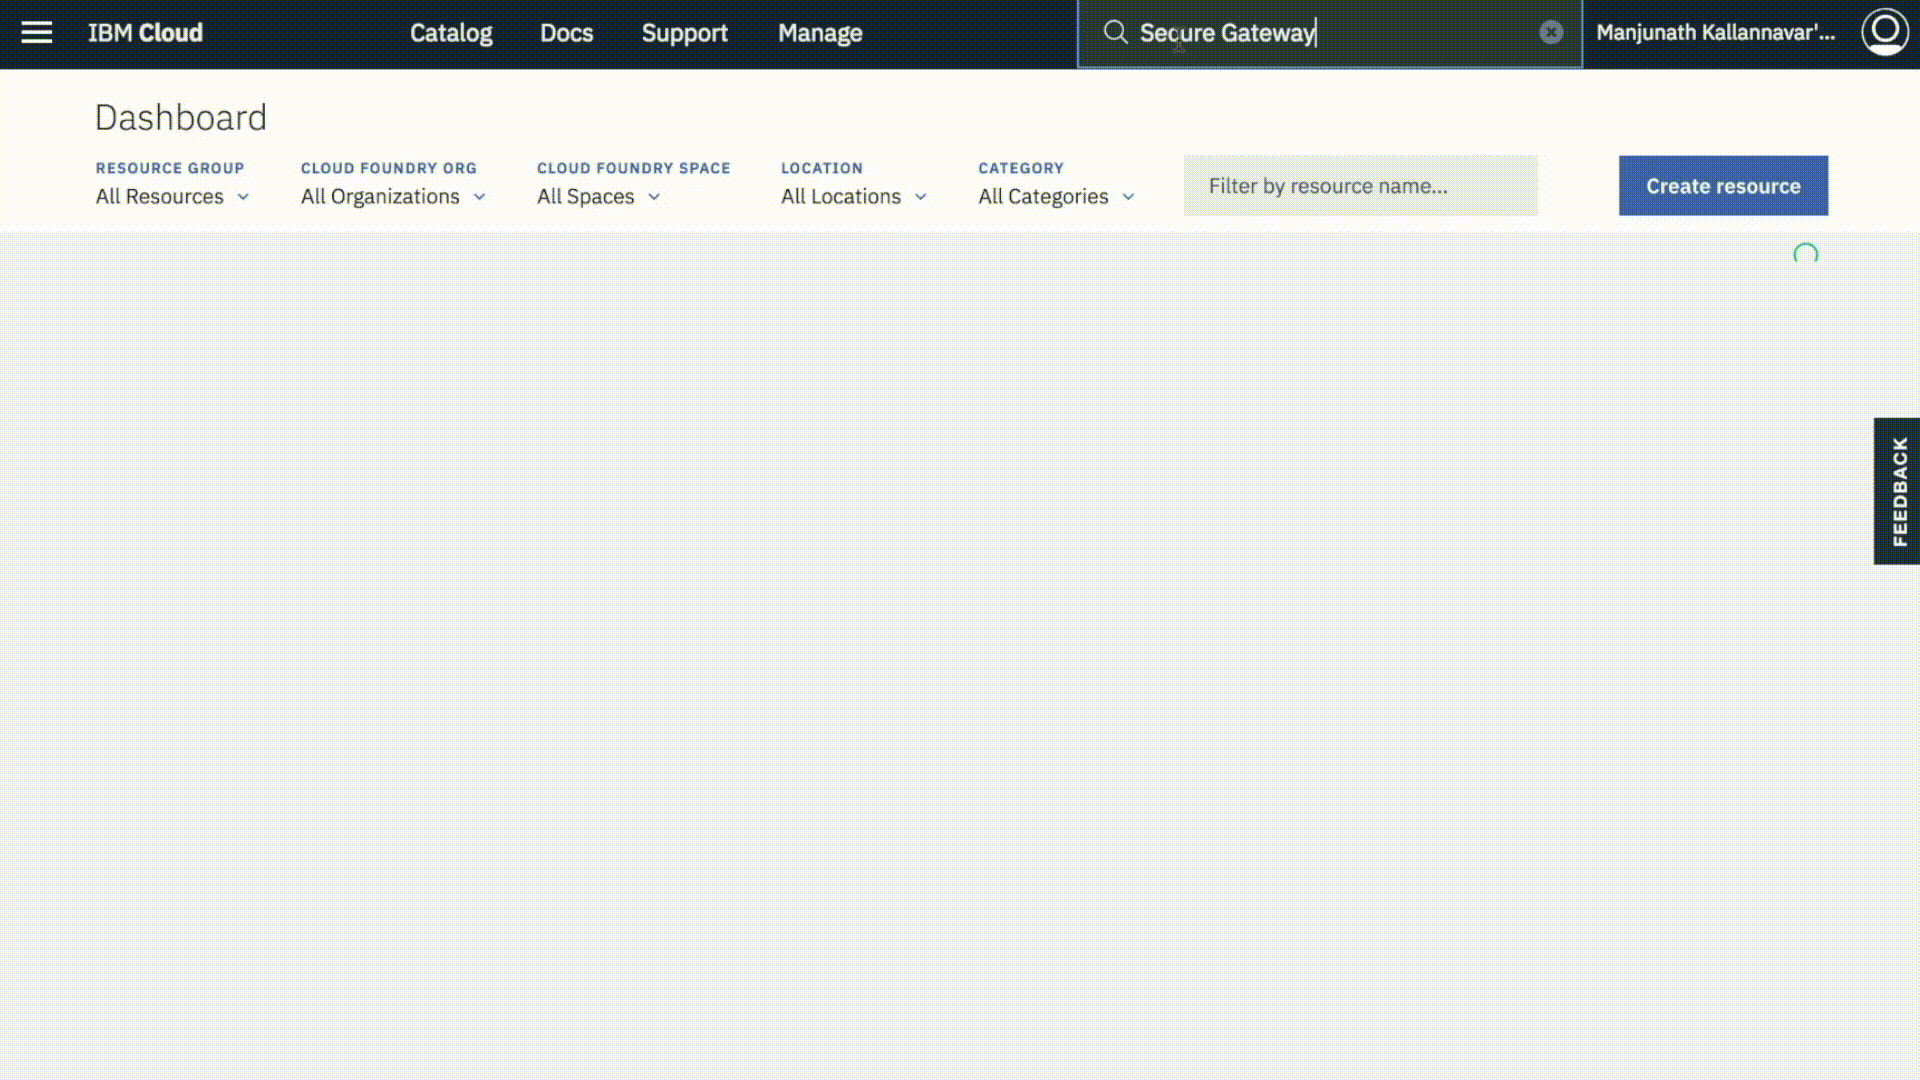 IBM Cloud Catalog Docs Support Manage Secure Gateway Manjunath Kallannavar'...
Dashboard
RESOURCE GROUP CLOUD FOUNDRY ORG CLOUD FOUNDRY SPACE LOCATION CATEGORY
All Resources All Organizations All Spaces All Locations All Categories Filter by resource name... Create resource
FEEDBACK